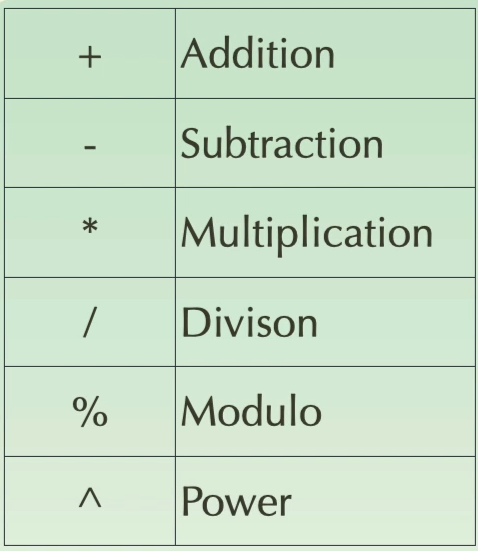 + Addition
- Subtraction
* Multiplication
/ Divison
% Modulo
^ Power